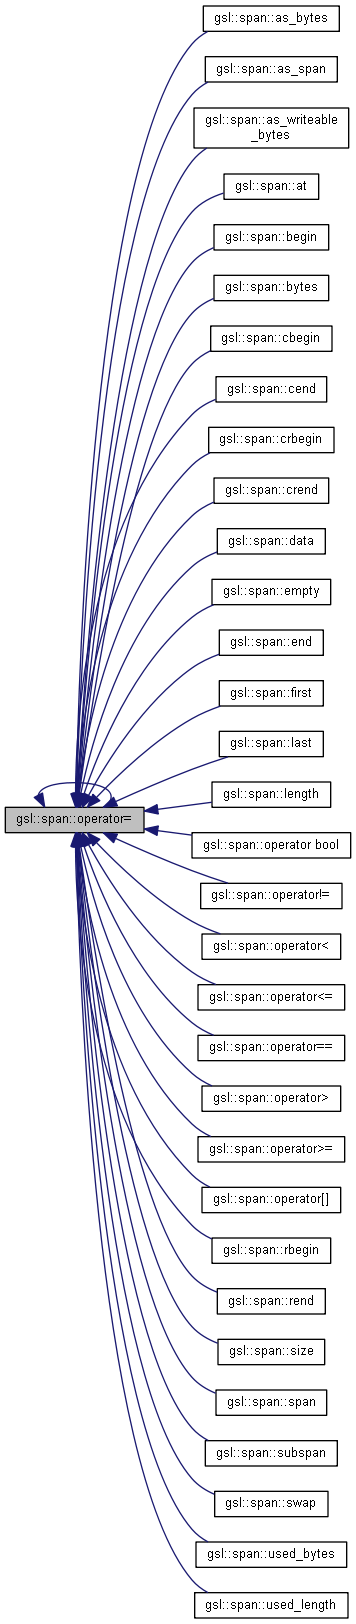 gsl::span::as_bytes
gsl::span::as_span
gsl::span::as_writeable
_bytes
gsl::span::at
gsl::span::begin
gsl::span::bytes
gsl::span::cbegin
gsl::span::cend
gsl::span::crbegin
gsl::span::crend
gsl::span::data
gsl::span::empty
gsl::span::end
gsl::span::first
gsl::span::last
gsl::span::length
gsl::span::operator=
gsl::span::operator bool
gsl::span::operator!=
gsl::span::operator<
gsl::span::operator<=
gsl::span::operator==
gsl::span::operator>
gsl::span::operator>=
gsl::span::operator[]
gsl::span::rbegin
gsl::span::rend
gsl::span::size
gsl::span::span
gsl::span::subspan
gsl::span::swap
gsl::span::used_bytes
gsl::span::used_length